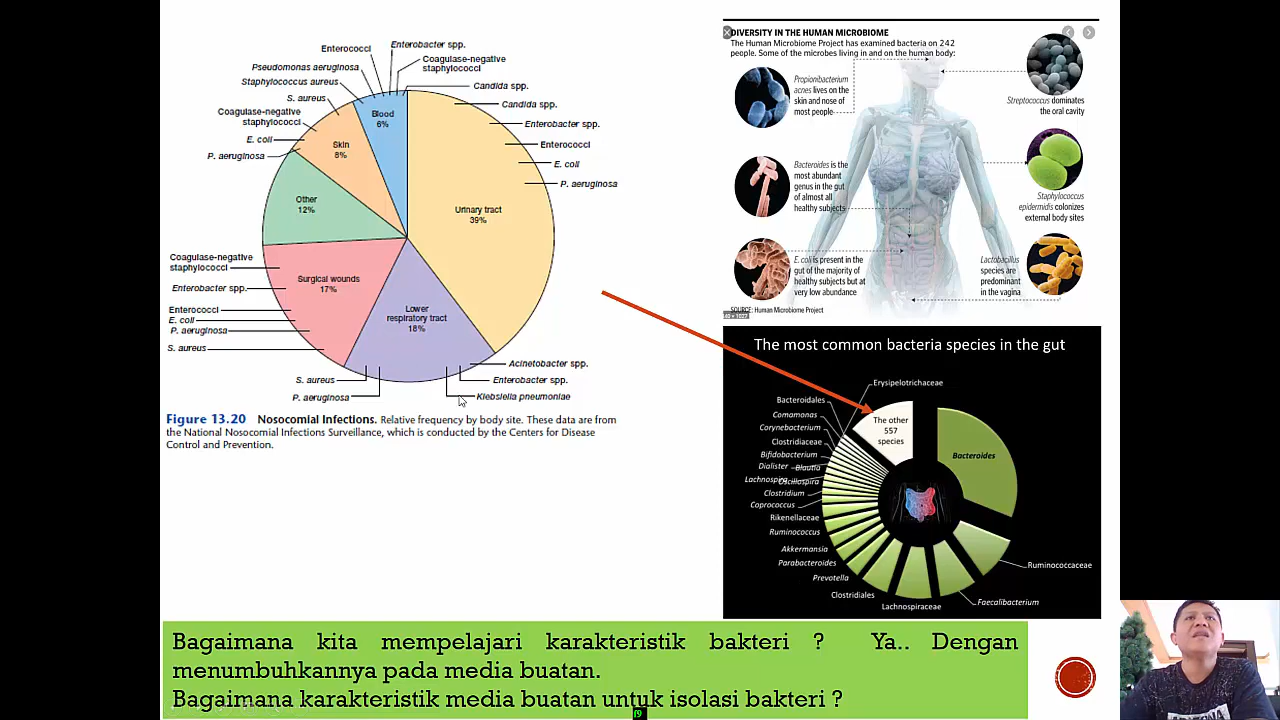 Enterococci
Enterobacter spp.
Coagulase-negative
staphylococci
Pseudomonas aeruginosa
Staphylococcus aureus
S. aureus
Coagulase-negative
staphylococci
E. coli
P. aeruginosa
Candida spp.
Candida spp.
Enterobacter spp.
Enterococci
E. coli
P. aeruginosa
Blood
6%
Skin
8%
Other
12%
Urinary tract
39%
Surgical wounds
17%
Lower
respiratory tract
18%
Coagulase-negative
staphylococci
Enterobacter spp.
Enterococci
E. coli
P. aeruginosa
S. aureus
S. aureus
P. aeruginosa
Acinetobacter spp.
Enterobacter spp.
Klebsiella pneumoniae
Figure 13.20 Nosocomial Infections. Relative frequency by body site. These data are from
the National Nosocomial Infections Surveillance, which is conducted by the Centers for Disease
Control and Prevention.
DIVERSITY IN THE HUMAN MICROBIOME
The Human Microbiome Project has examined bacteria on 242
people. Some of the microbes living in and on the human body:
Propionibacterium
acnes lives on the
skin and nose of
most people
Streptococcus dominates
the oral cavity
Bacteroides is the
most abundant
genus in the gut
of almost all
healthy subjects
Staphylococcus
epidermidis colonizes
external body sites
E. coli is present in the
gut of the majority of
healthy subjects but at
very low abundance
Lactobacillus
species are
predominant
in the vagina
SOURCE: Human Microbiome Project
The most common bacteria species in the gut
Erysipelotrichaceae
Bacteroidales
Comamonas
Corynebacterium
Clostridiaceae
Bifidobacterium
Dialister
Blautia
Lachnospira
Oscillospira
Clostridium
Coprococcus
Rikenellaceae
Ruminococcus
Akkermansia
Parabacteroides
Prevotella
Clostridiales
Lachnospiraceae
Faecalibacterium
Ruminococcaceae
Bacteroides
The other
557
species
Bagaimana kita mempelajari karakteristik bakteri ? Ya.. Dengan
menumbuhkannya pada media buatan.
Bagaimana karakteristik media buatan untuk isolasi bakteri ?
f9